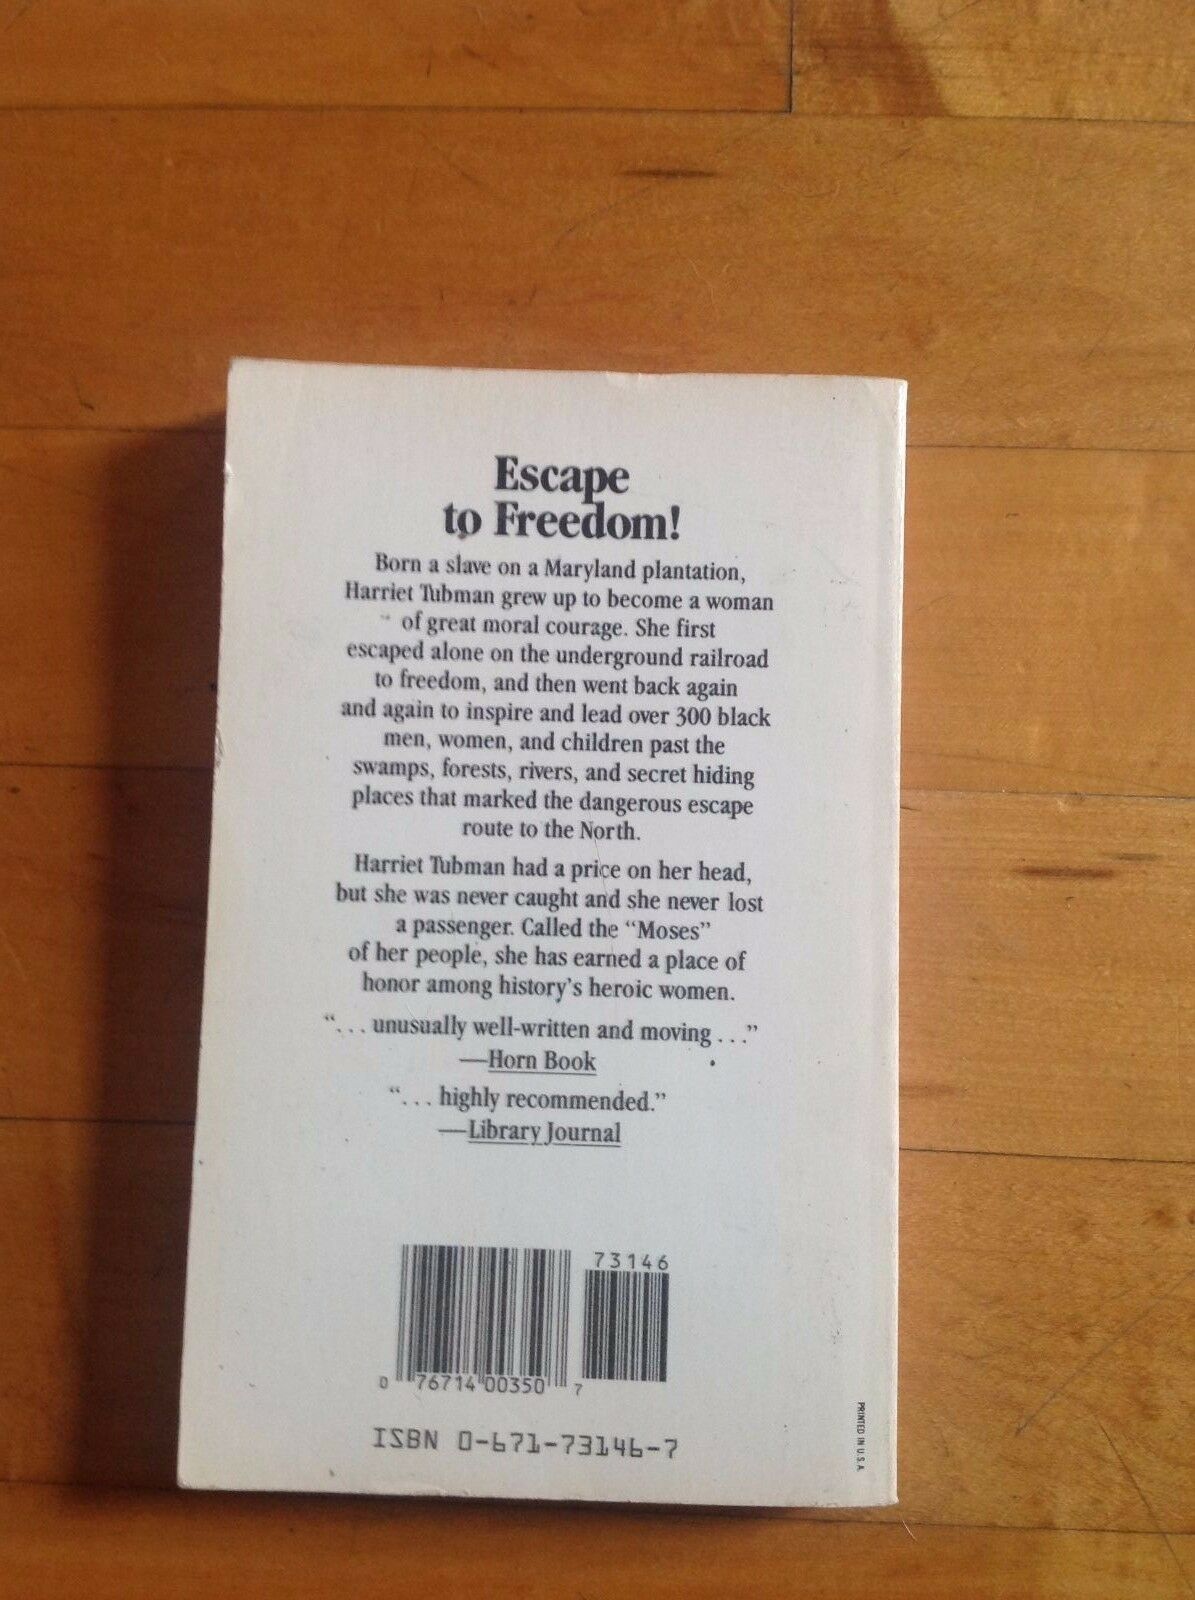 Escape
to Freedom!
Born a slave on a Maryland plantation,
Harriet Tubman grew up to become a woman
of great moral courage. She first
escaped alone on the underground railroad
to freedom, and then went back again
and again to inspire and lead over 300 black
men, women, and children past the
swamps, forests, rivers, and secret hiding
places that marked the dangerous escape
route to the North.
Harriet Tubman had a price on her head,
but she was never caught and she never lost
a passenger. Called the “Moses”
of her people, she has earned a place of
honor among history's heroic women.
“. . . unusually well-written and moving . . .”
—Horn Book
“. . . highly recommended.”
—Library Journal
73146
0 76714 00350 7
ISBN 0-671-73146-7
PRINTED IN U.S.A.